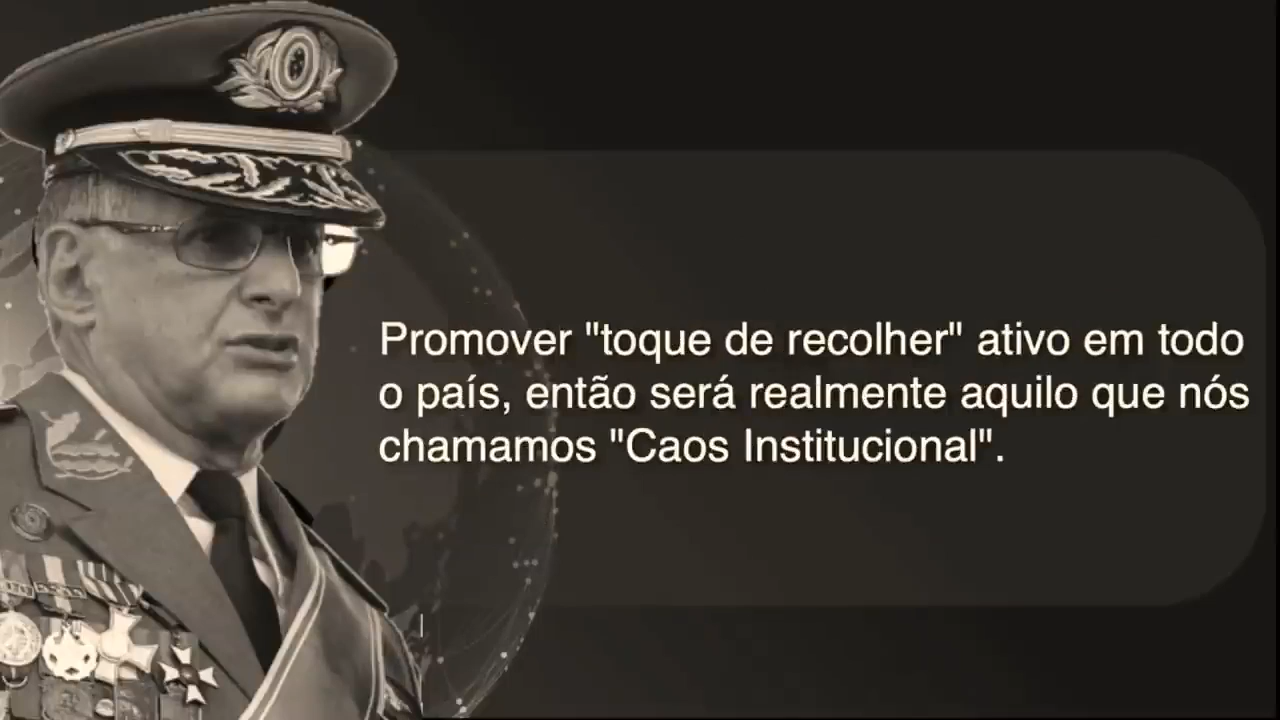 Promover "toque de recolher" ativo em todo
o país, então será realmente aquilo que nós
chamamos "Caos Institucional".